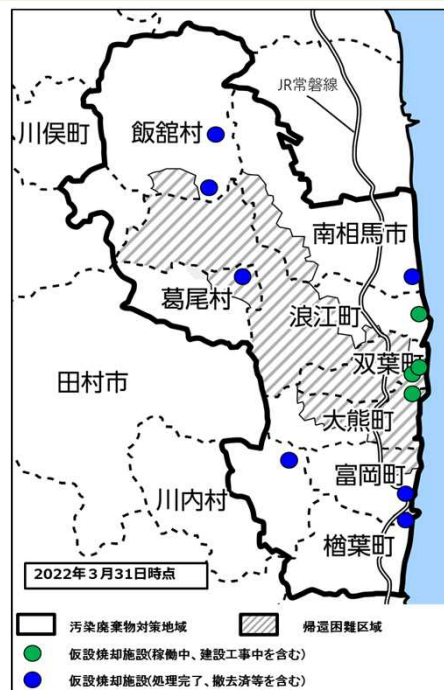 JR常磐線
川俣町
飯舘村
南相馬市
葛尾村
浪江町
双葉町
田村市
大熊町
川内村
富岡町
楢葉町
2022年3月31日時点
汚染廃棄物対策地域
帰還困難区域
仮設焼却施設(稼働中、建設工事中を含む)
仮設焼却施設(処理完了、撤去済等を含む)